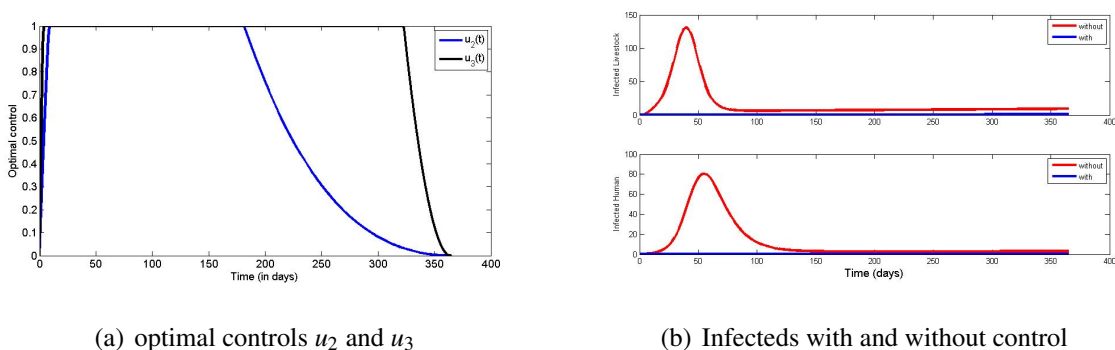 1
0.9
0.8
0.7
0.6
0.5
0.4
0.3
0.2
0.1
0
Optimal control
0 50 100 150 200 250 300 350 400
Time (in days)
u2(t)
u3(t)
(a) optimal controls u2 and u3
150
100
50
0
Infected Livestock
0 50 100 150 200 250 300 350 400
without
with
100
80
60
40
20
0
Infected Human
0 50 100 150 200 250 300 350 400
Time (days)
without
with
(b) Infecteds with and without control